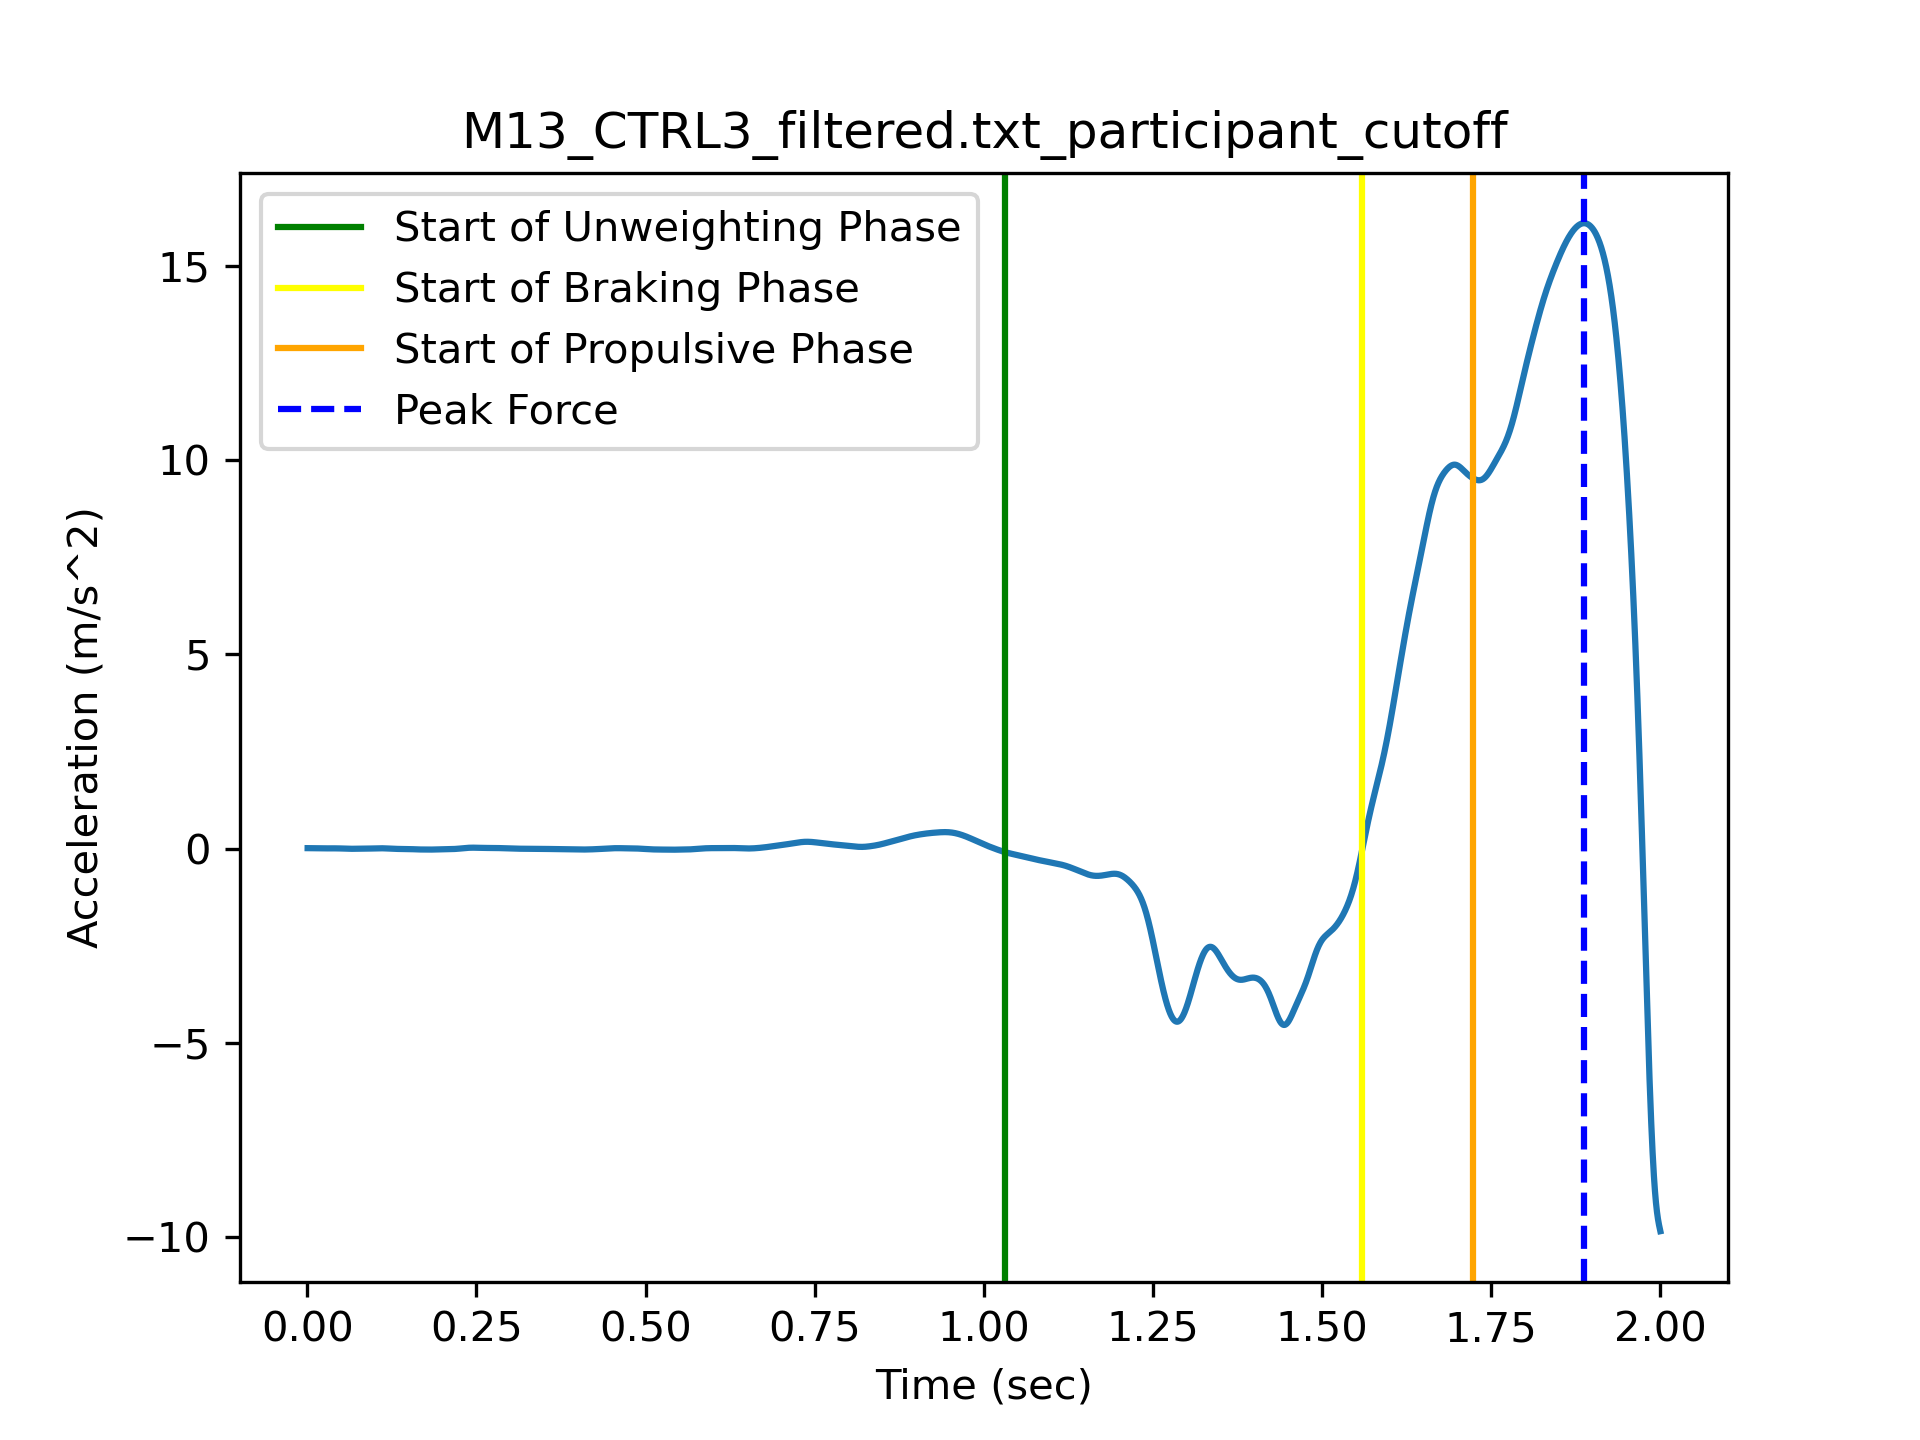 M13_CTRL3_filtered.txt_participant_cutoff
Start of Unweighting Phase
Start of Braking Phase
Start of Propulsive Phase
Peak Force
15
10
5
0
−5
−10
Acceleration (m/s^2)
0.00 0.25 0.50 0.75 1.00 1.25 1.50 1.75 2.00
Time (sec)